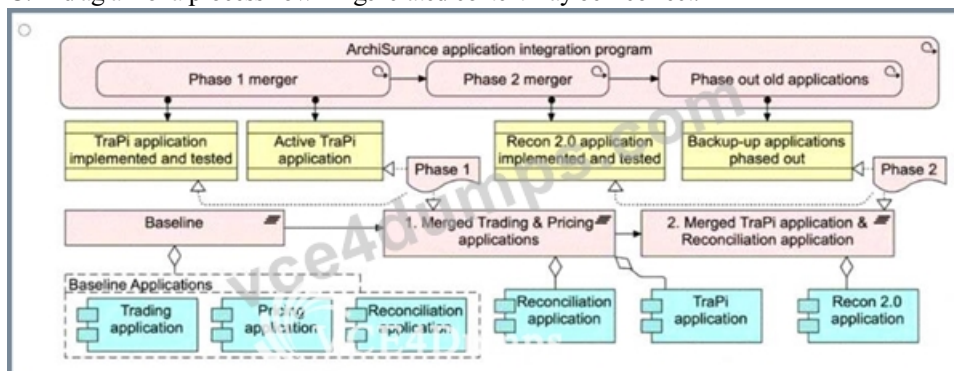 ArchiSurance application integration program
Phase 1 merger
Phase 2 merger
Phase out old applications
TraPi application
implemented and tested
Active TraPi
application
Recon 2.0 application
implemented and tested
Backup-up applications
phased out
Phase 1
Phase 2
Baseline
1. Merged Trading & Pricing
applications
2. Merged TraPi application &
Reconciliation application
Baseline Applications
Trading
application
Pricing
application
Reconciliation
application
Reconciliation
application
TraPi
application
Recon 2.0
application
vce4dumps.com
VCE4Dumps